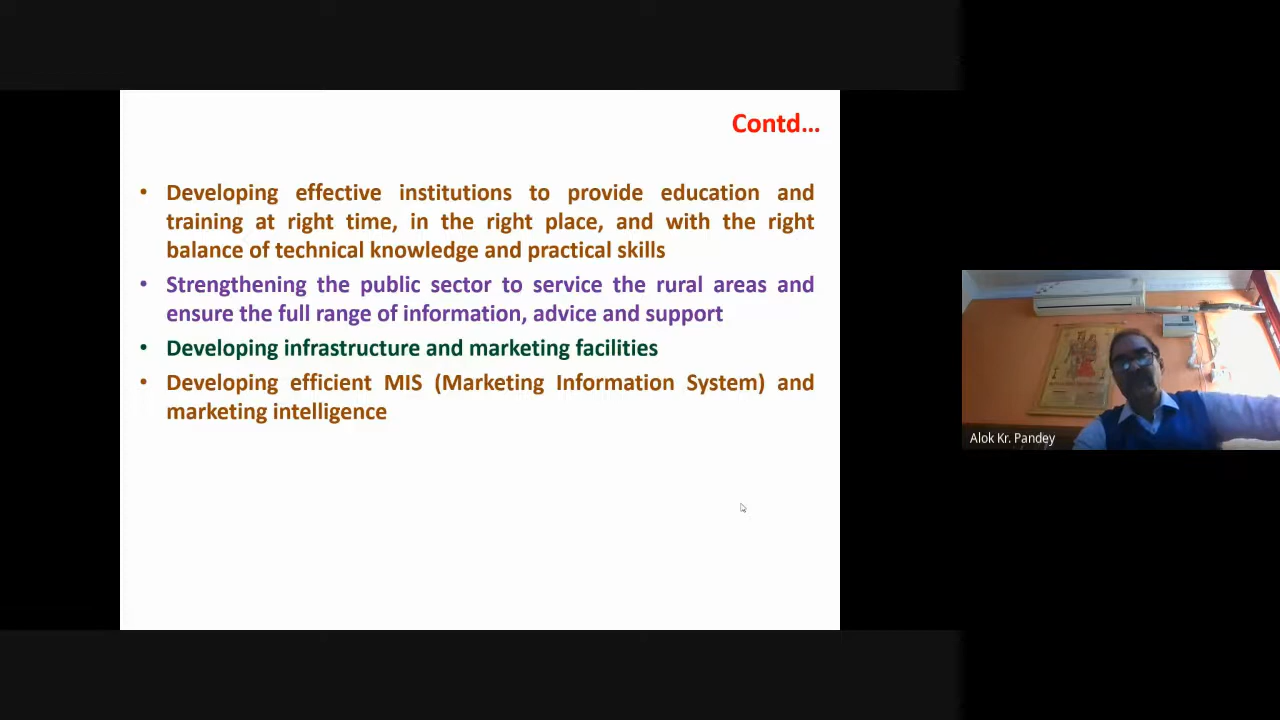 Contd...
• Developing effective institutions to provide education and
training at right time, in the right place, and with the right
balance of technical knowledge and practical skills
• Strengthening the public sector to service the rural areas and
ensure the full range of information, advice and support
• Developing infrastructure and marketing facilities
• Developing efficient MIS (Marketing Information System) and
marketing intelligence
Alok Kr. Pandey